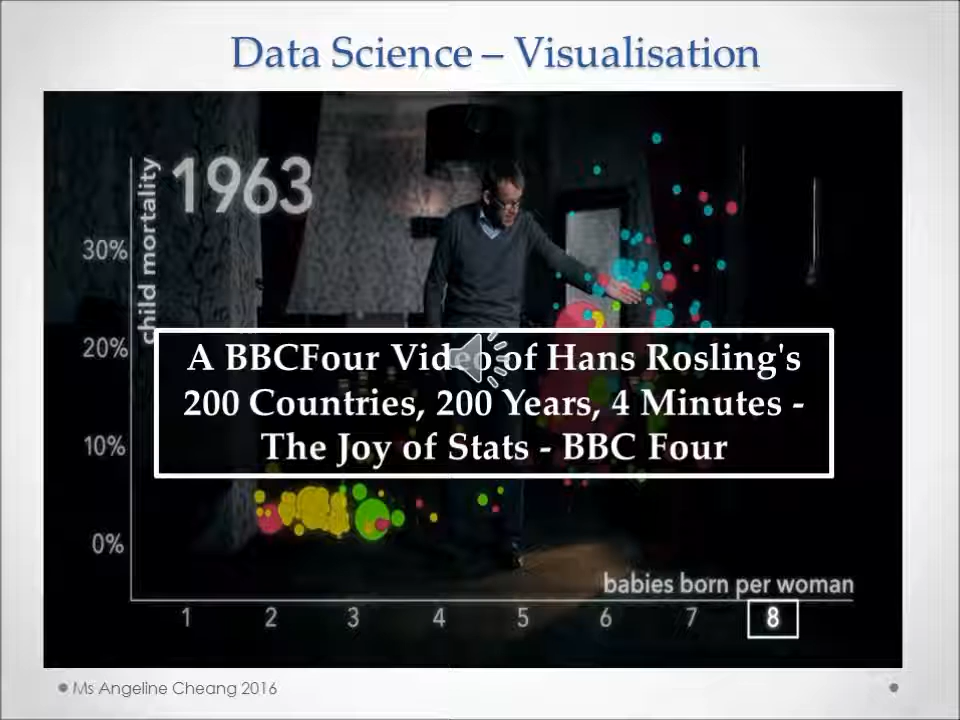 Data Science – Visualisation
1963
child mortality
30%
20%
10%
0%
A BBCFour Video of Hans Rosling's
200 Countries, 200 Years, 4 Minutes -
The Joy of Stats - BBC Four
babies born per woman
1 2 3 4 5 6 7 8
Ms Angeline Cheang 2016